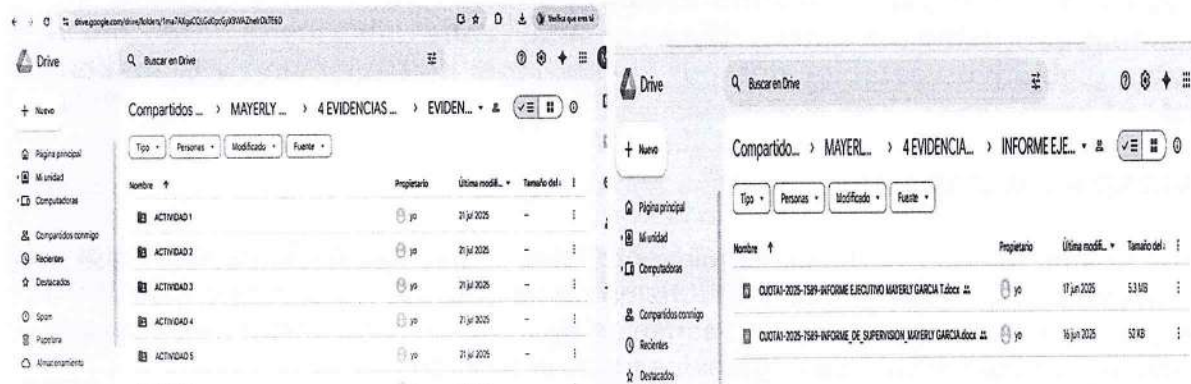 Verifica que eres tú
Drive
Buscar en Drive
+ Nuevo
Compartidos ... > MAYERLY ... > 4 EVIDENCIAS ... > EVIDEN...
Tipo
Personas
Modificado
Fuente
Página principal
Mi unidad
Computadoras
Compartidos conmigo
Recientes
Destacados
Spam
Papelera
Almacenamiento
Nombre
Propietario
Última modifi...
Tamaño del
ACTIVIDAD 1 yo 21 jul 2025 –
ACTIVIDAD 2 yo 21 jul 2025 –
ACTIVIDAD 3 yo 21 jul 2025 –
ACTIVIDAD 4 yo 21 jul 2025 –
ACTIVIDAD 5 yo 21 jul 2025 –
Drive
Buscar en Drive
+ Nuevo
Compartido... > MAYERL... > 4 EVIDENCIA... > INFORME EJE...
Tipo
Personas
Modificado
Fuente
Página principal
Mi unidad
Computadoras
Compartidos conmigo
Recientes
Destacados
Nombre
Propietario
Última modifi...
Tamaño del
CUOTA1-2025-7589-INFORME EJECUTIVO MAYERLY GARCIA T.docx yo 17 jun 2025 5.3 MB
CUOTA1-2025-7589-INFORME_DE_SUPERVISION_MAYERLY GARCIA.docx yo 16 jun 2025 52 KB